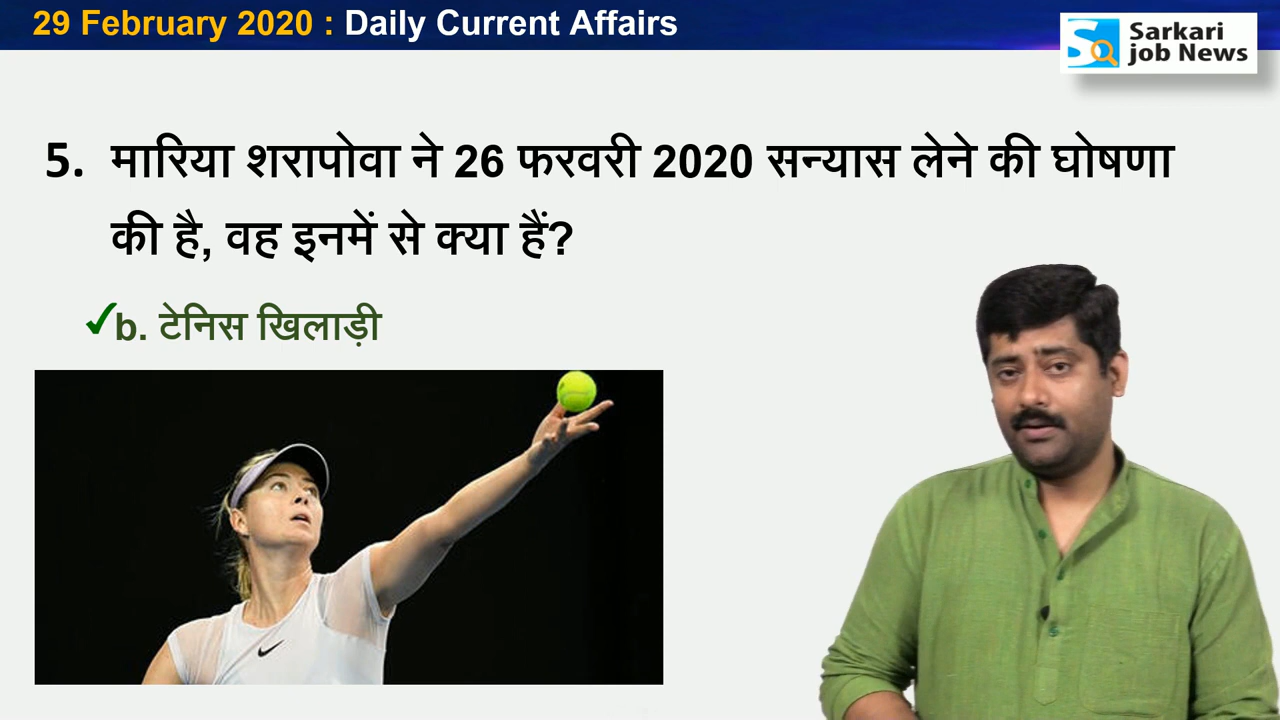 29 February 2020 : Daily Current Affairs
Sarkari
job News
5. मारिया शरापोवा ने 26 फरवरी 2020 सन्यास लेने की घोषणा
की है, वह इनमें से क्या हैं?
✓b. टेनिस खिलाड़ी